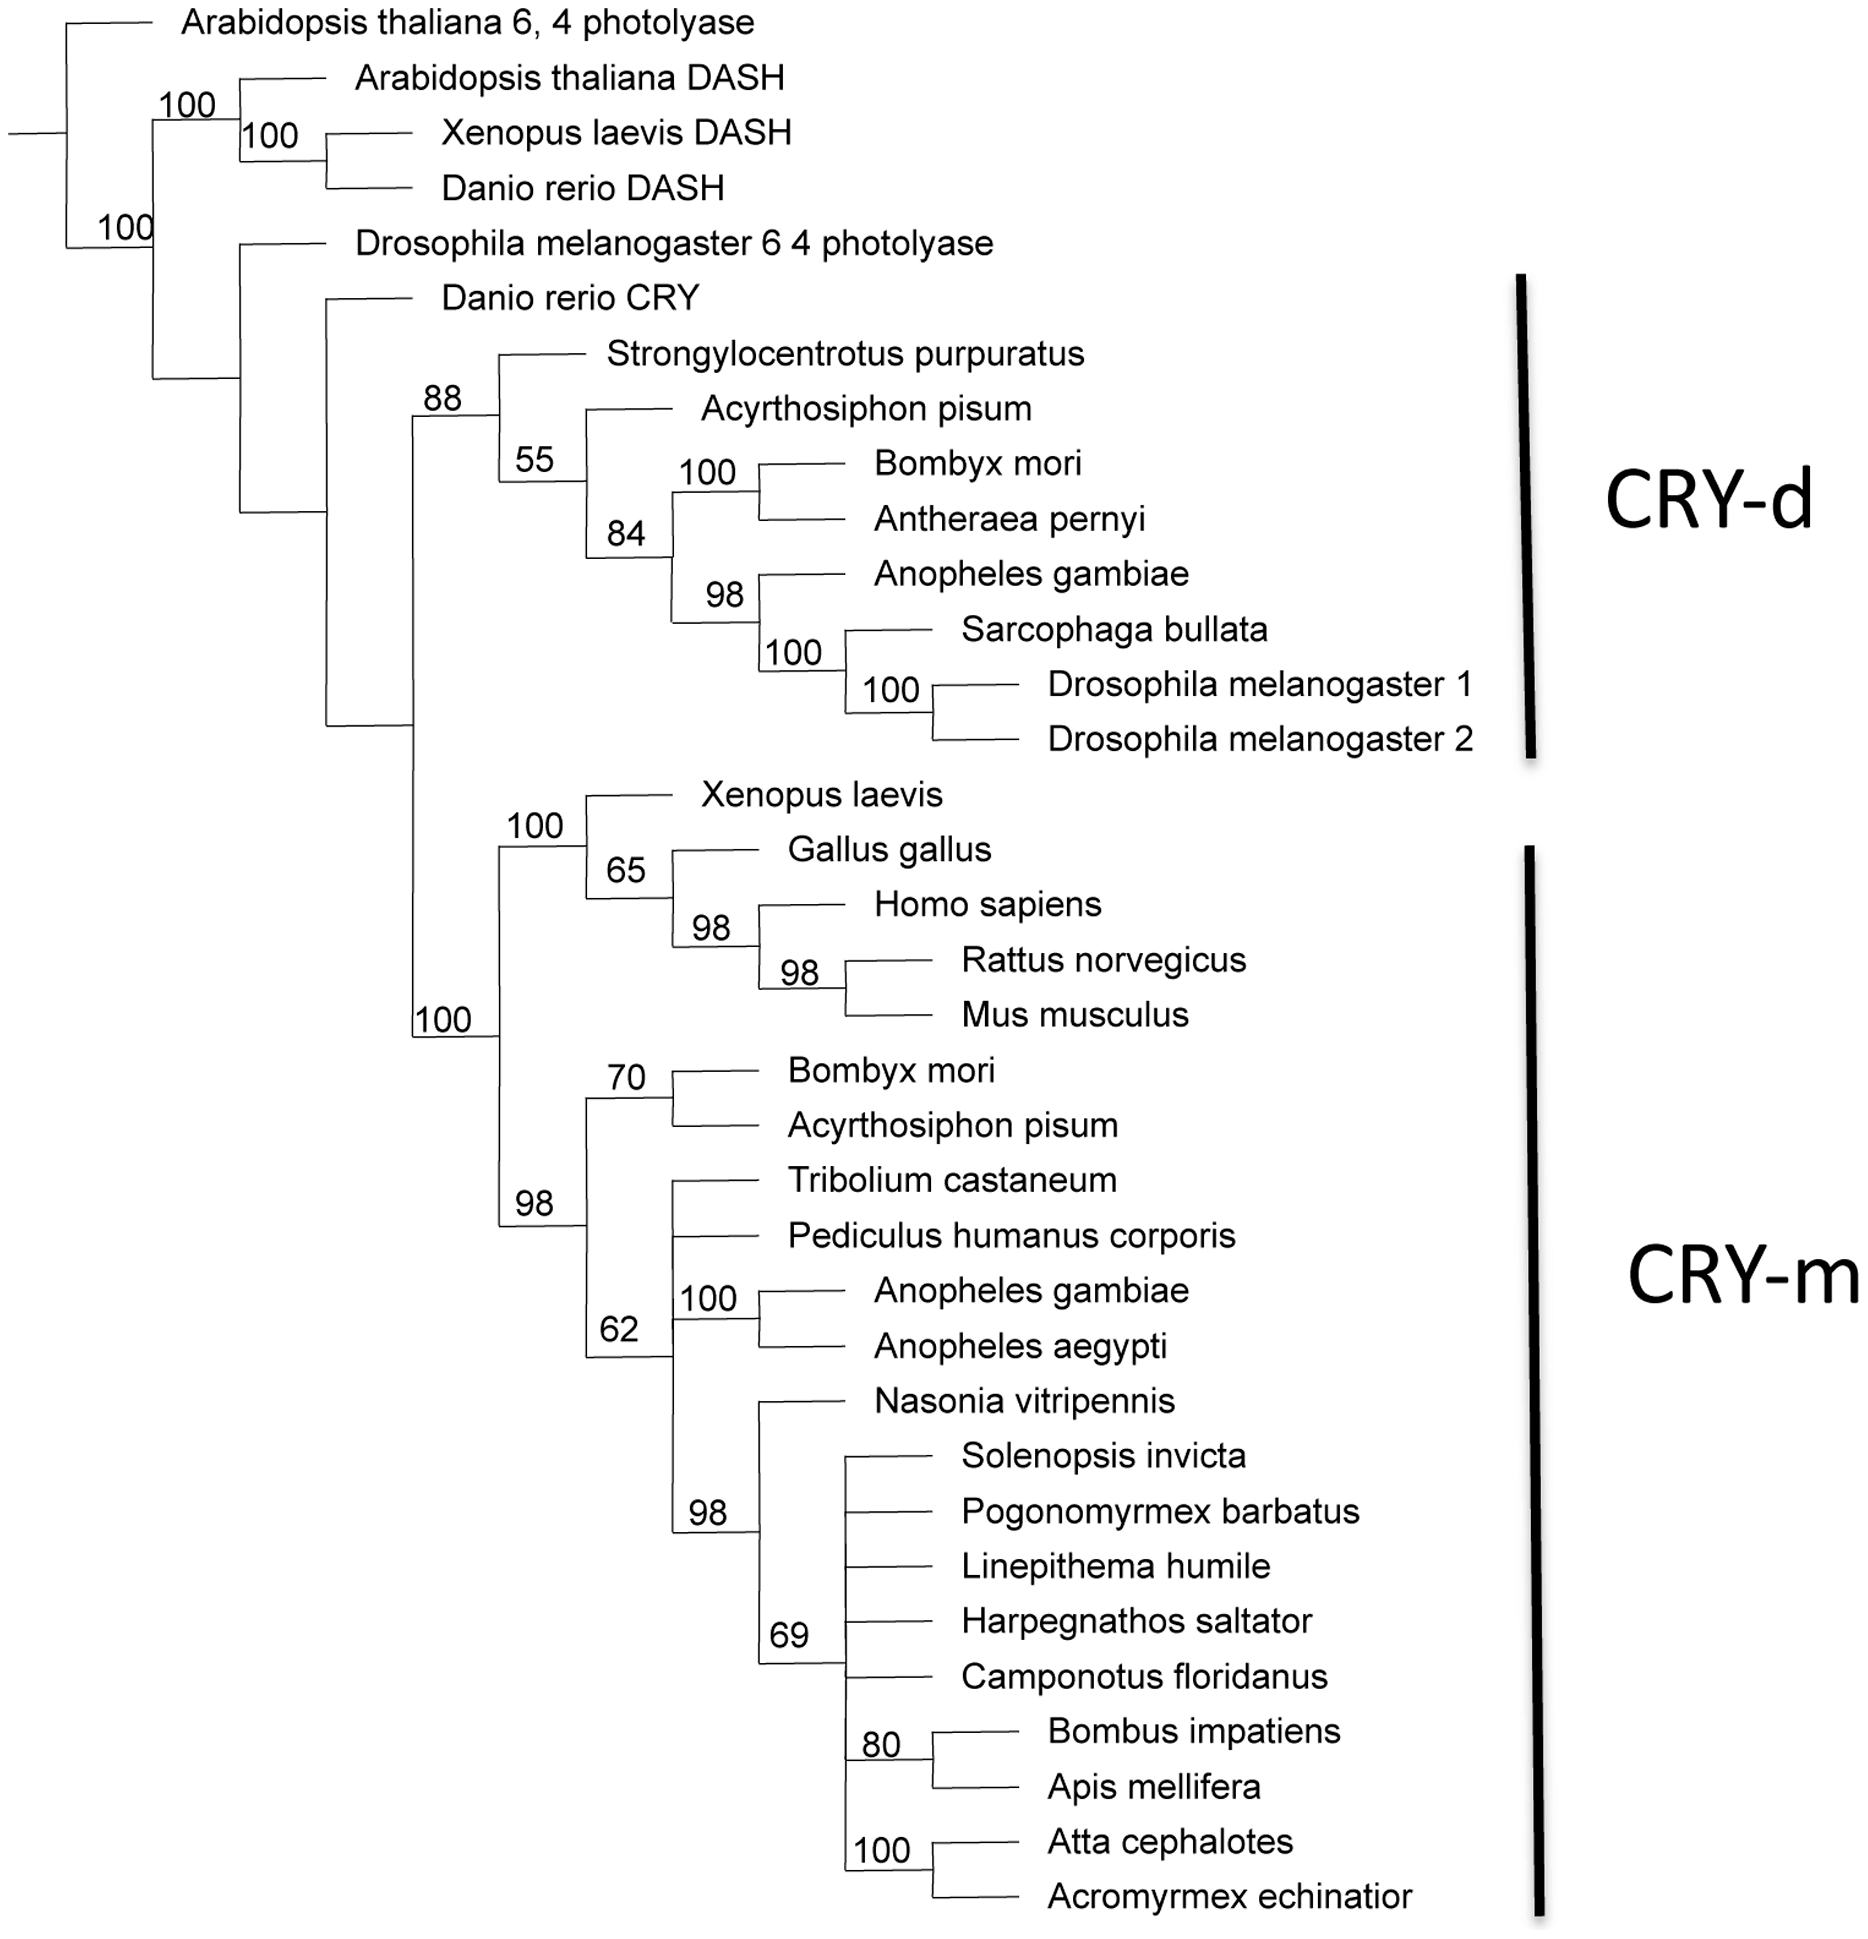 Arabidopsis thaliana 6, 4 photolyase
Arabidopsis thaliana DASH
100
100
Xenopus laevis DASH
Danio rerio DASH
100
Drosophila melanogaster 6 4 photolyase
Danio rerio CRY
Strongylocentrotus purpuratus
88
Acyrthosiphon pisum
55
Bombyx mori
100
CRY-d
Antheraea pernyi
84
Anopheles gambiae
98
Sarcophaga bullata
100
Drosophila melanogaster 1
100
Drosophila melanogaster 2
Xenopus laevis
100
Gallus gallus
65
Homo sapiens
98
Rattus norvegicus
98
Mus musculus
100
Bombyx mori
70
Acyrthosiphon pisum
Tribolium castaneum
98
Pediculus humanus corporis
CRY-m
Anopheles gambiae
100
62
Anopheles aegypti
Nasonia vitripennis
Solenopsis invicta
98
Pogonomyrmex barbatus
Linepithema humile
Harpegnathos saltator
69
Camponotus floridanus
Bombus impatiens
80
Apis mellifera
Atta cephalotes
100
Acromyrmex echinatior